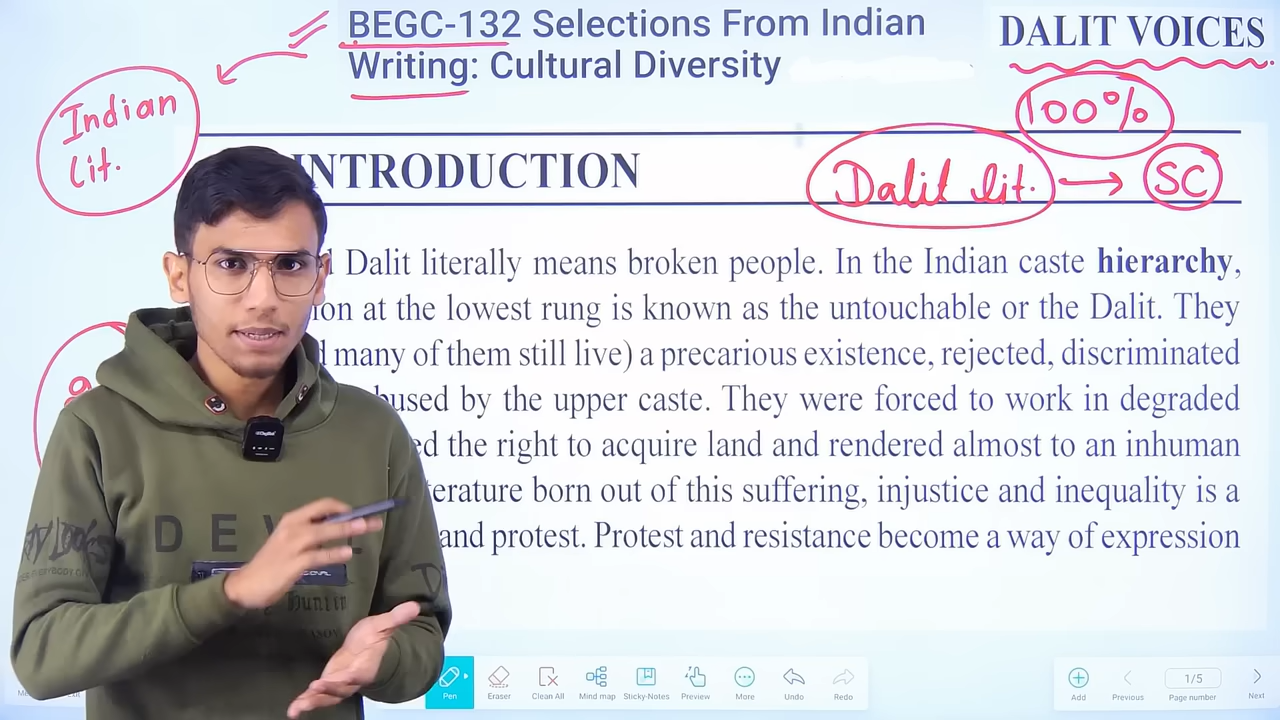 BEGC-132 Selections From Indian
Writing: Cultural Diversity
DALIT VOICES
Indian
lit.
100%
INTRODUCTION
Dalit lit. → SC
Dalit literally means broken people. In the Indian caste hierarchy,
at the lowest rung is known as the untouchable or the Dalit. They
many of them still live) a precarious existence, rejected, discriminated
by the upper caste. They were forced to work in degraded
the right to acquire land and rendered almost to an inhuman
born out of this suffering, injustice and inequality is a
and protest. Protest and resistance become a way of expression
DEV
Pen
Eraser
Clean All
Mind map
Sticky-Notes
Preview
More
Undo
Redo
Add
Previous
1/5
Page number
Next